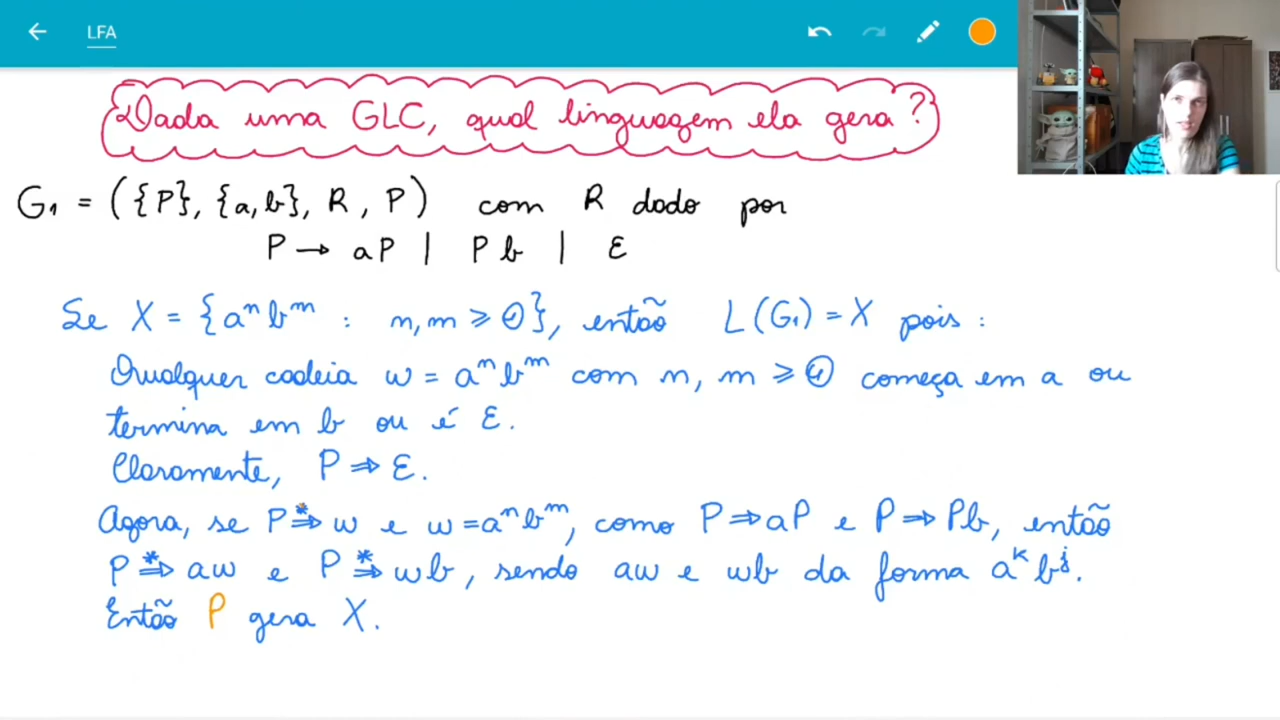 LFA
Dada uma GLC, qual linguagem ela gera?
G₁ = ({P}, {a, b}, R, P) com R dado por
P → aP | Pb | ε
Se X = {aⁿbᵐ : n, m ≥ 0}, então L(G₁) = X pois:
Qualquer cadeia w = aⁿbᵐ com n, m ≥ começa em a ou
termina em b ou é ε.
Claramente, P ⇒ ε.
Agora, se P ⇒* w e w = aⁿbᵐ, como P ⇒ aP e P ⇒ Pb, então
P ⇒* aw e P ⇒* wb, sendo aw e wb da forma aᵏbʲ.
Então P gera X.